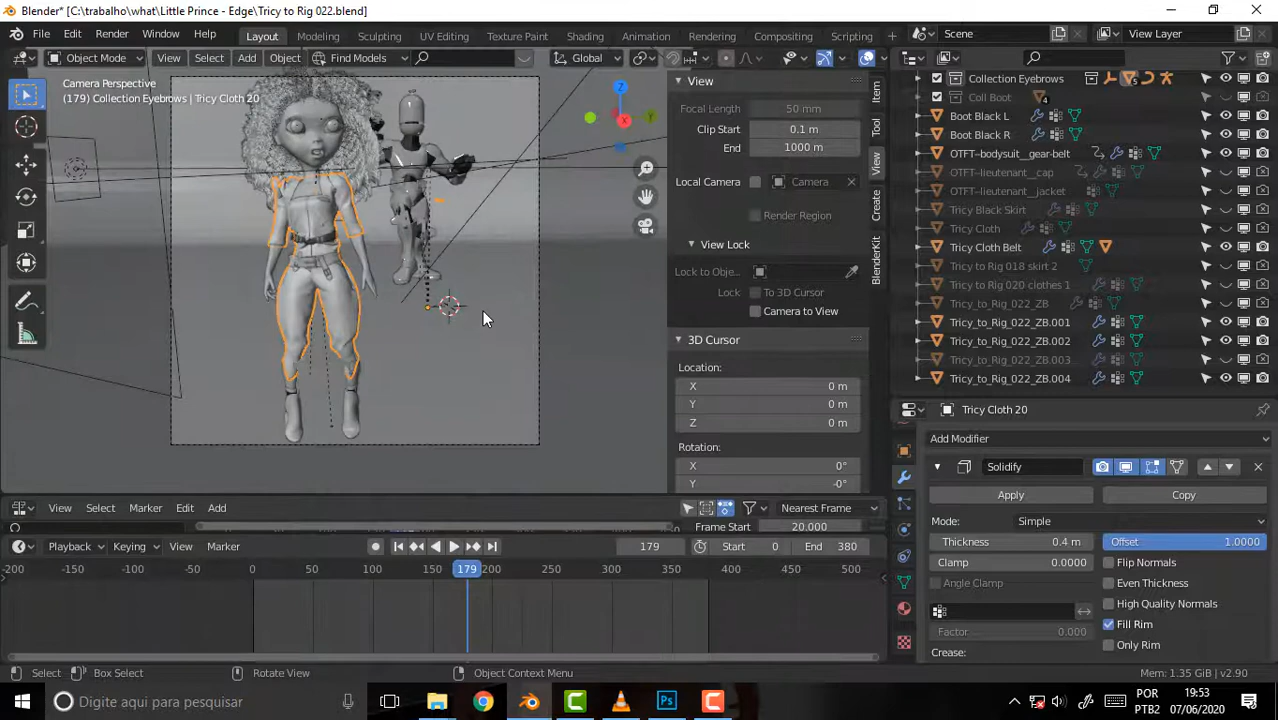 Blender* [C:\trabalho\what\Little Prince - Edge\Tricy to Rig 022.blend]
File Edit Render Window Help Layout Modeling Sculpting UV Editing Texture Paint Shading Animation Rendering Compositing Scripting + Scene View Layer
Object Mode View Select Add Object Find Models Global
Camera Perspective
(179) Collection Eyebrows | Tricy Cloth 20
Z
Y
X
View
Focal Length 50 mm
Clip Start 0.1 m
End 1000 m
Local Camera Camera
Render Region
View Lock
Lock to Obje..
Lock To 3D Cursor
Camera to View
3D Cursor
Location:
X 0 m
Y 0 m
Z 0 m
Rotation:
X 0°
Y -0°
Item
Tool
View
Create
BlenderKit
Collection Eyebrows 5
Coll Boot 4
Boot Black L
Boot Black R
OTFT--bodysuit__gear-belt
OTFT--lieutenant__cap
OTFT--lieutenant_jacket
Tricy Black Skirt
Tricy Cloth
Tricy Cloth Belt
Tricy to Rig 018 skirt 2
Tricy to Rig 020 clothes 1
Tricy_to_Rig_022_ZB
Tricy_to_Rig_022_ZB.001
Tricy_to_Rig_022_ZB.002
Tricy_to_Rig_022_ZB.003
Tricy_to_Rig_022_ZB.004
Tricy Cloth 20
Add Modifier
Solidify
Apply Copy
Mode: Simple
Thickness 0.4 m Offset 1.0000
Clamp 0.0000 Flip Normals
Angle Clamp Even Thickness
High Quality Normals
Factor 0.000 Fill Rim
Only Rim
Crease:
View Select Marker Edit Add Nearest Frame
Frame Start 20.000
Playback Keying View Marker 179 Start 0 End 380
-200 -150 -100 -50 0 50 100 150 179 200 250 300 350 400 450 500
Select Box Select Rotate View Object Context Menu Mem: 1.35 GiB | v2.90
Digite aqui para pesquisar
POR
PTB2
19:53
07/06/2020